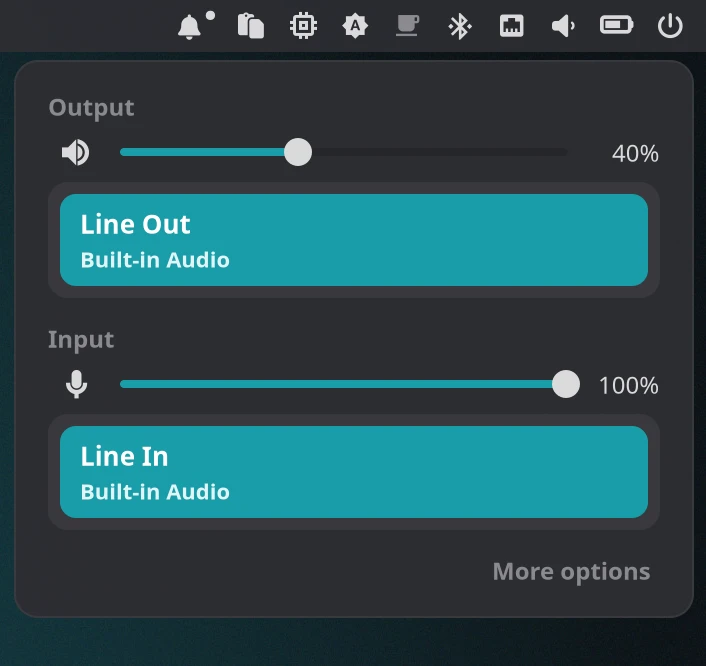 A
Output
40%
Line Out
Built-in Audio
Input
100%
Line In
Built-in Audio
More options